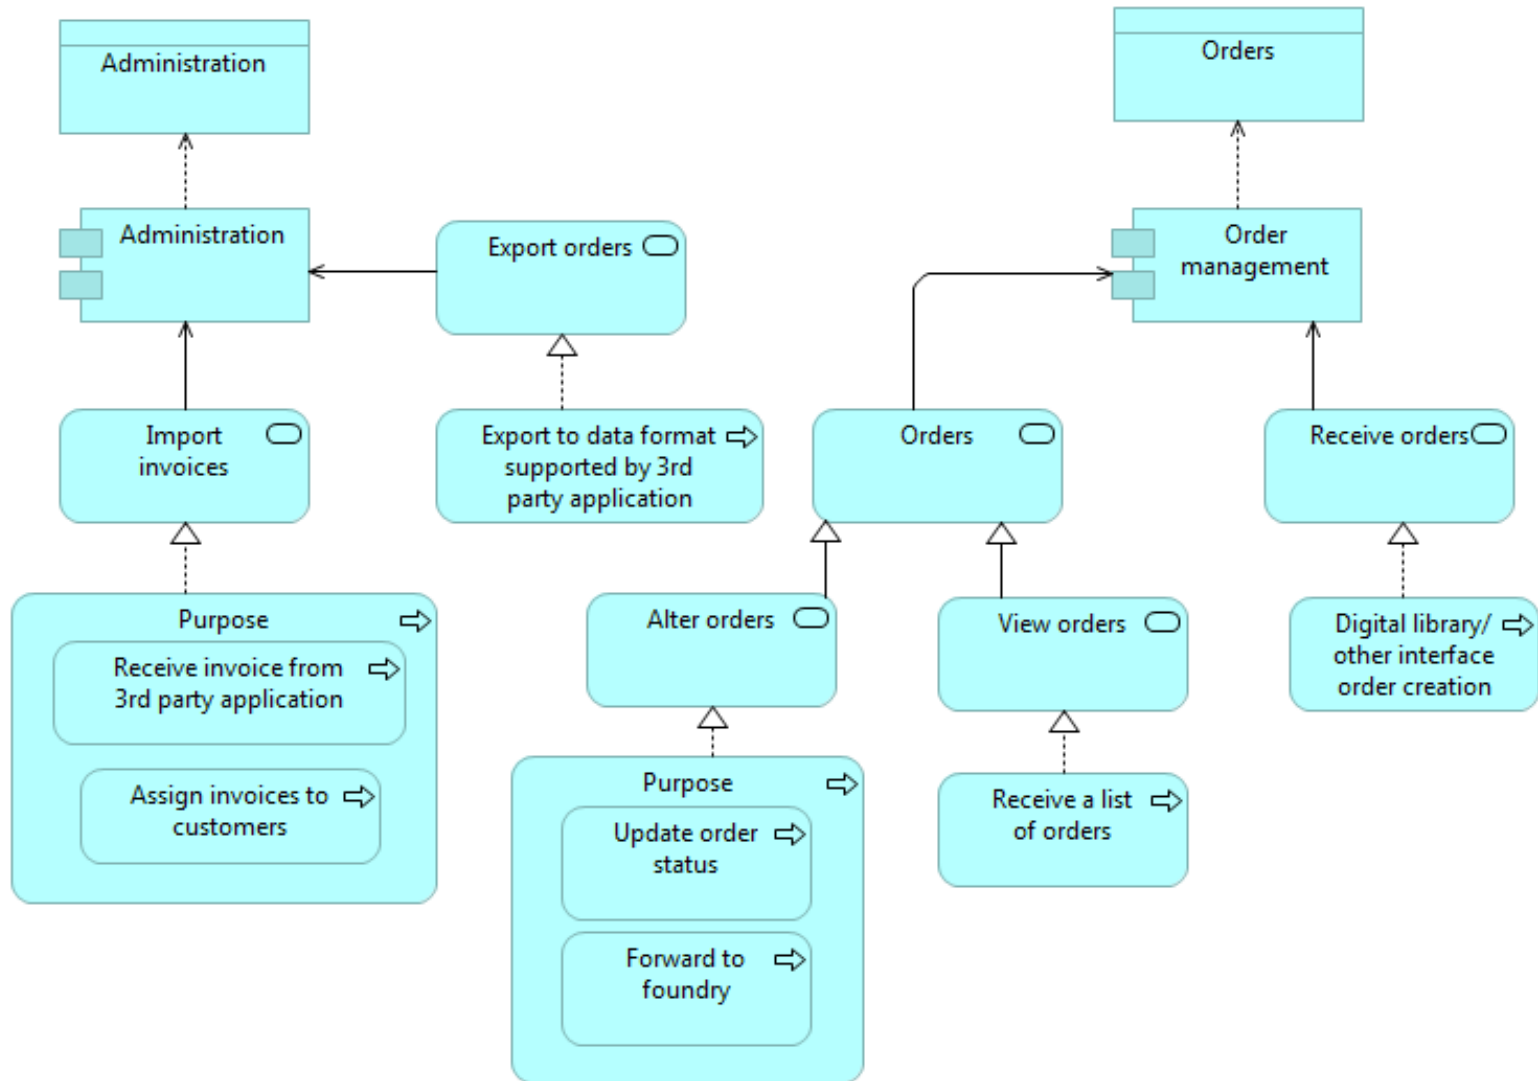 Administration
Orders
Administration
Export orders
Order
management
Import
invoices
Export to data format
supported by 3rd
party application
Orders
Receive orders
Purpose
Receive invoice from
3rd party application
Assign invoices to
customers
Alter orders
View orders
Digital library/
other interface
order creation
Purpose
Update order
status
Forward to
foundry
Receive a list
of orders